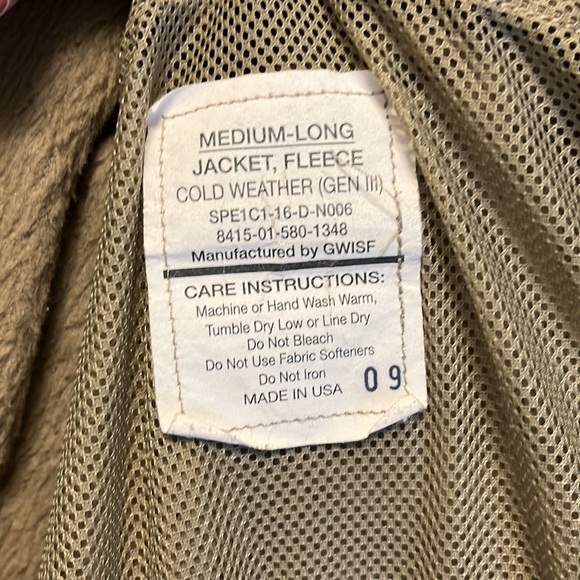 MEDIUM-LONG
JACKET, FLEECE
COLD WEATHER (GEN III)
SPE1C1-16-D-N006
8415-01-580-1348
Manufactured by GWISF
CARE INSTRUCTIONS:
Machine or Hand Wash Warm,
Tumble Dry Low or Line Dry
Do Not Bleach
Do Not Use Fabric Softeners
Do Not Iron
MADE IN USA
09